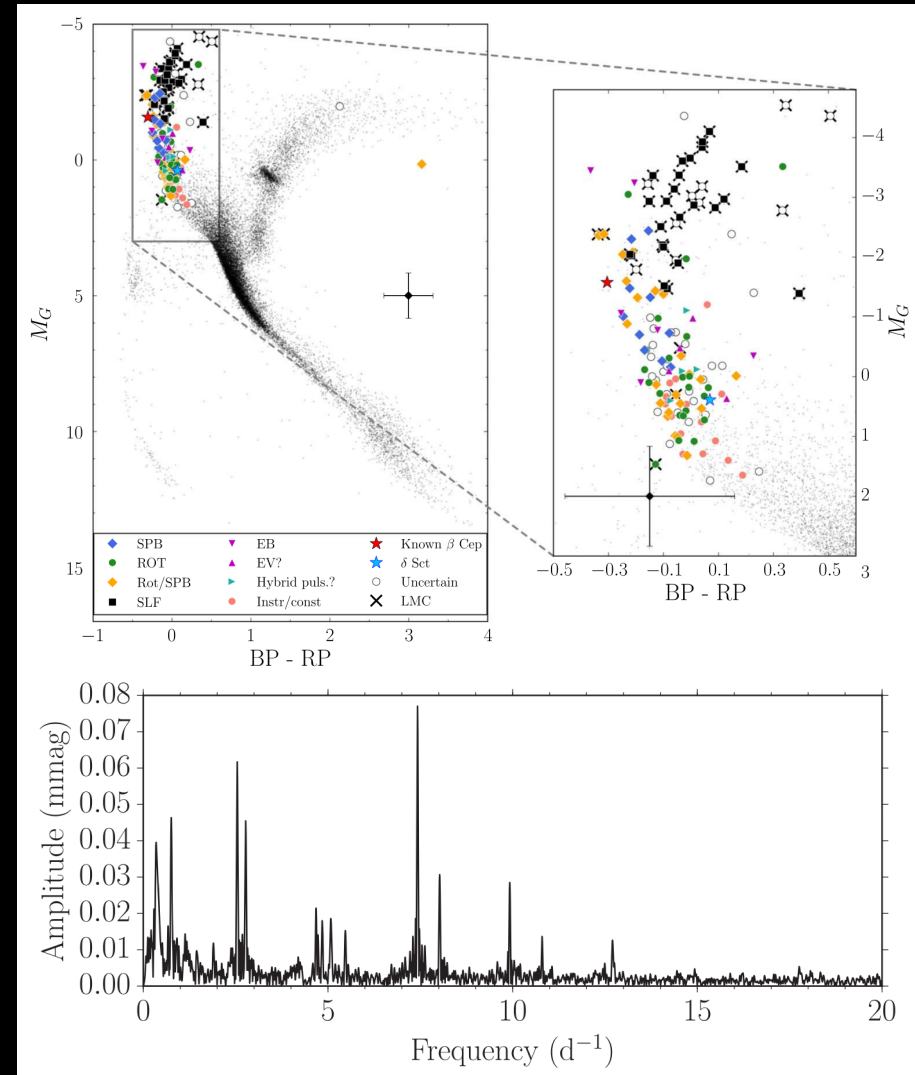 −5
0
5
10
15
M_G
−1
0
1
2
3
4
BP - RP
SPB
ROT
Rot/SPB
SLF
EB
EV?
Hybrid puls.?
Instr/const
Known β Cep
δ Sct
Uncertain
LMC
−4
−3
−2
−1
0
1
2
3
M_G
−0.5
−0.3
−0.1
0.1
0.3
0.5
BP - RP
0.08
0.07
0.06
0.05
0.04
0.03
0.02
0.01
0.00
Amplitude (mmag)
0
5
10
15
20
Frequency (d⁻¹)